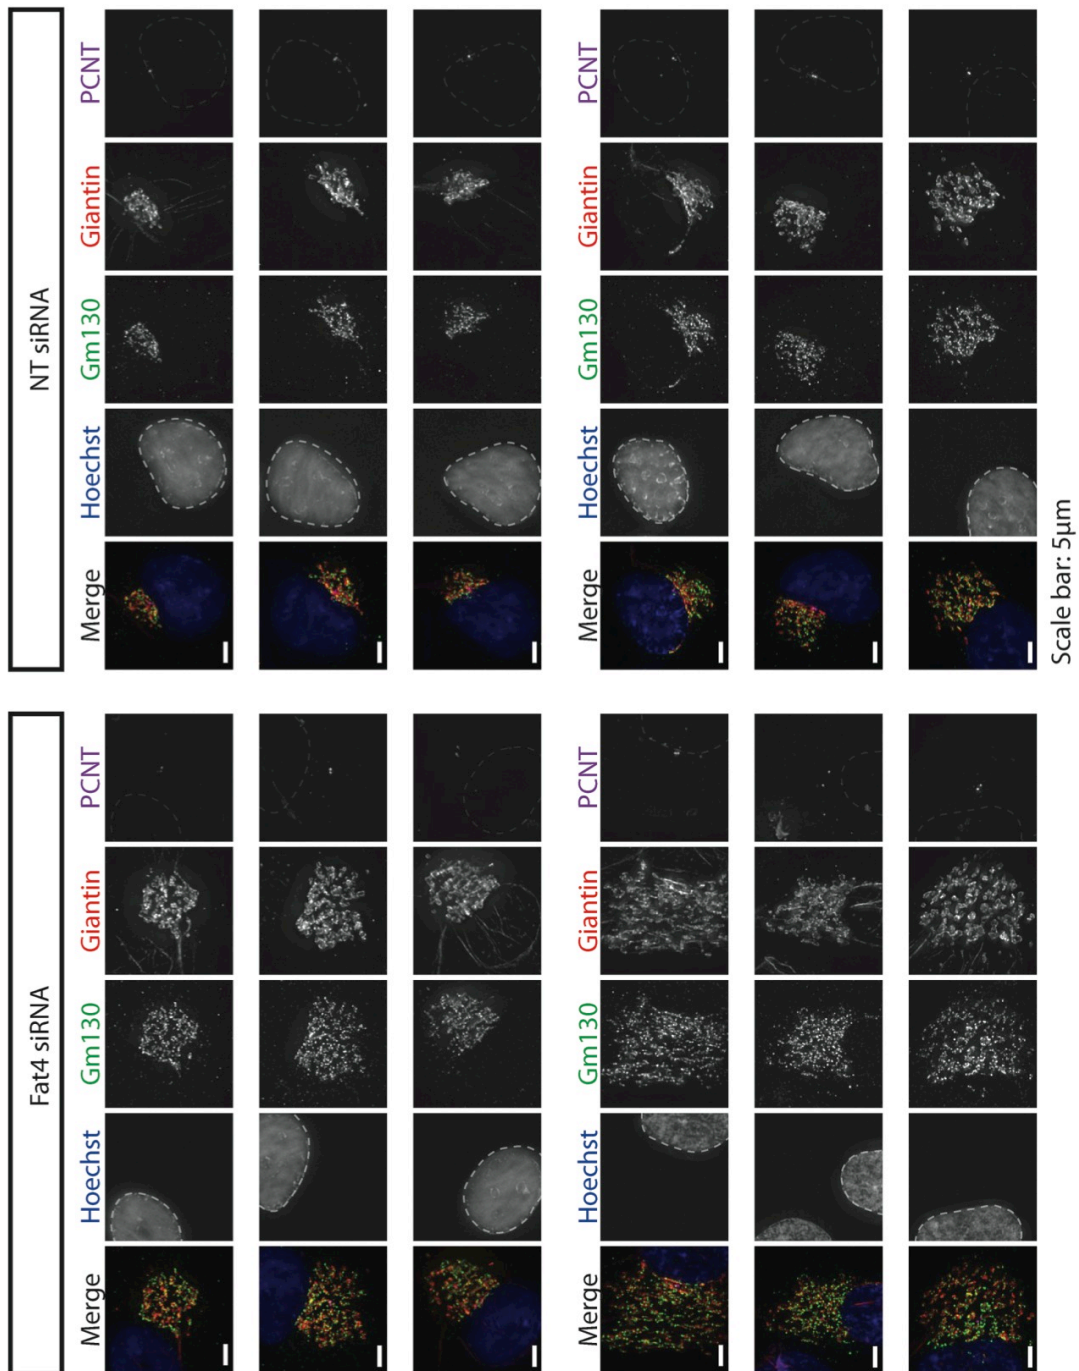 Fat4 siRNA
NT siRNA
Merge Hoechst Gm130 Giantin PCNT
Merge Hoechst Gm130 Giantin PCNT
Merge Hoechst Gm130 Giantin PCNT
Merge Hoechst Gm130 Giantin PCNT
Scale bar: 5µm